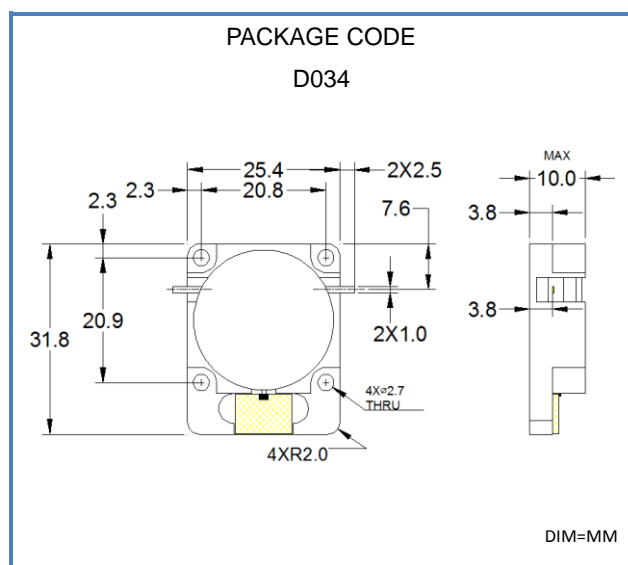 PACKAGE CODE
D034
25.4
2X2.5
2.3
20.8
2.3
7.6
MAX
10.0
3.8
20.9
31.8
2X1.0
3.8
4Xø2.7
THRU
4XR2.0
DIM=MM